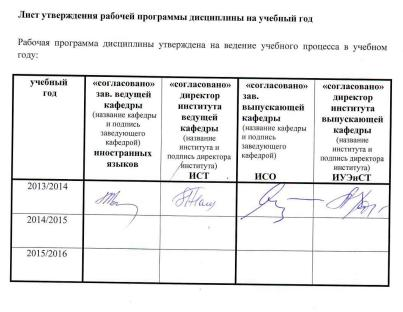 Лист утверждения рабочей программы дисциплины на учебный год
Рабочая программа дисциплины утверждена на ведение учебного процесса в учебном
году:
учебный
год
«согласовано»
зав. ведущей
кафедры
(название кафедры
и подпись
заведующего
кафедрой)
иностранных
языков
«согласовано»
директор
института
ведущей
кафедры
(название
института и
подпись директора
института)
ИСТ
«согласовано»
зав.
выпускающей
кафедры
(название кафедры
и подпись
заведующего
кафедрой)
ИСО
«согласовано»
директор
института
выпускающей
кафедры
(название
института и
подпись директора
института)
ИУЭиСТ
2013/2014
2014/2015
2015/2016